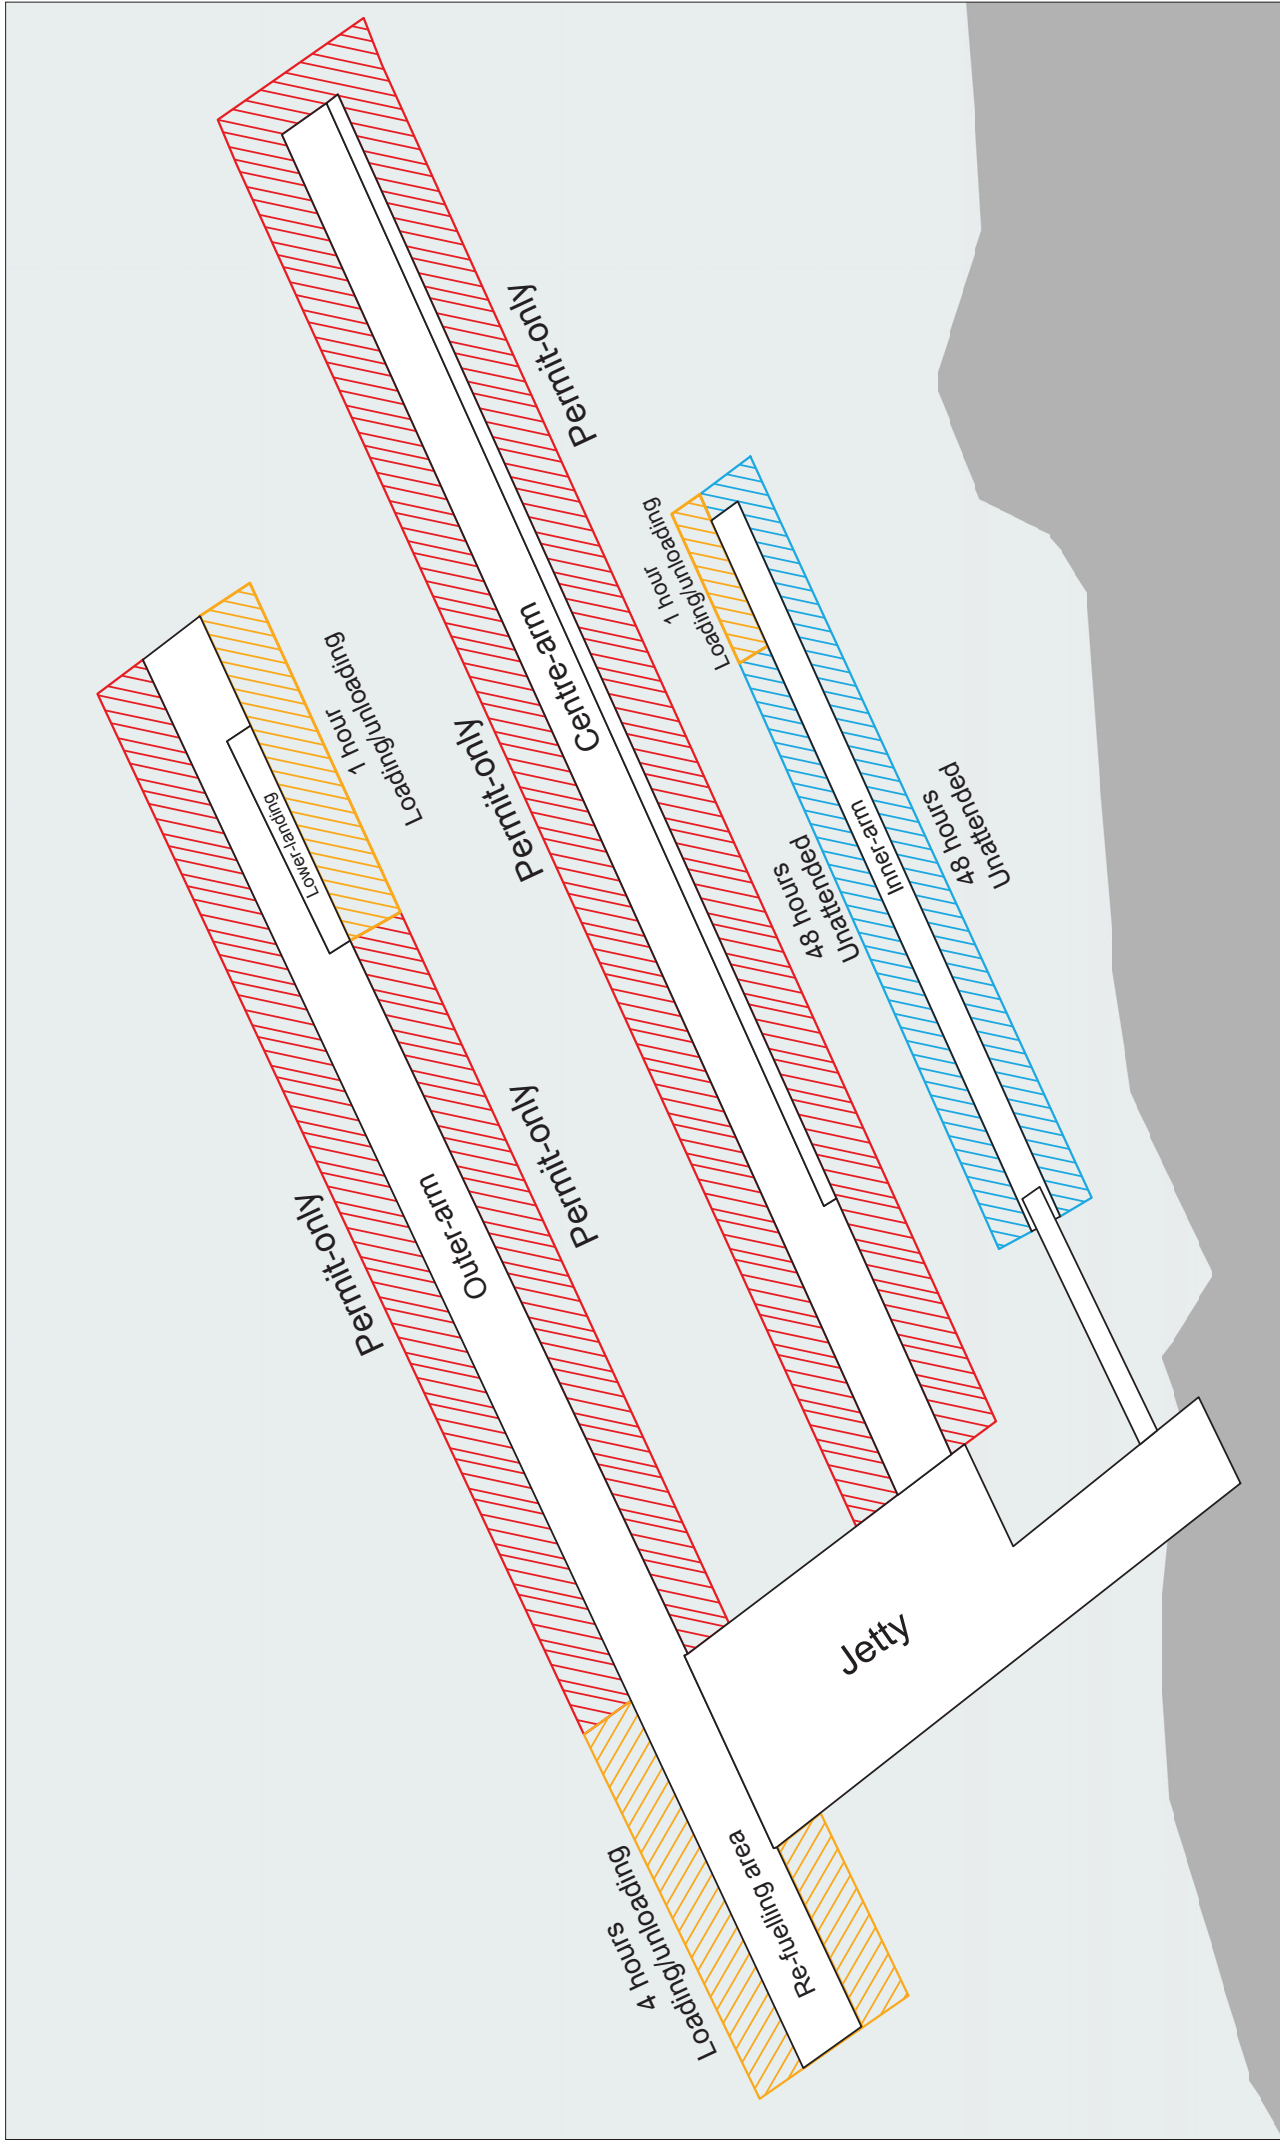 Permit-only
Centre-arm
Permit-only
1 hour
Loading/unloading
48 hours
Unattended
Inner-arm
48 hours
Unattended
1 hour
Loading/unloading
Lower-landing
Permit-only
Outer-arm
Permit-only
Jetty
Re-fuelling area
4 hours
Loading/unloading